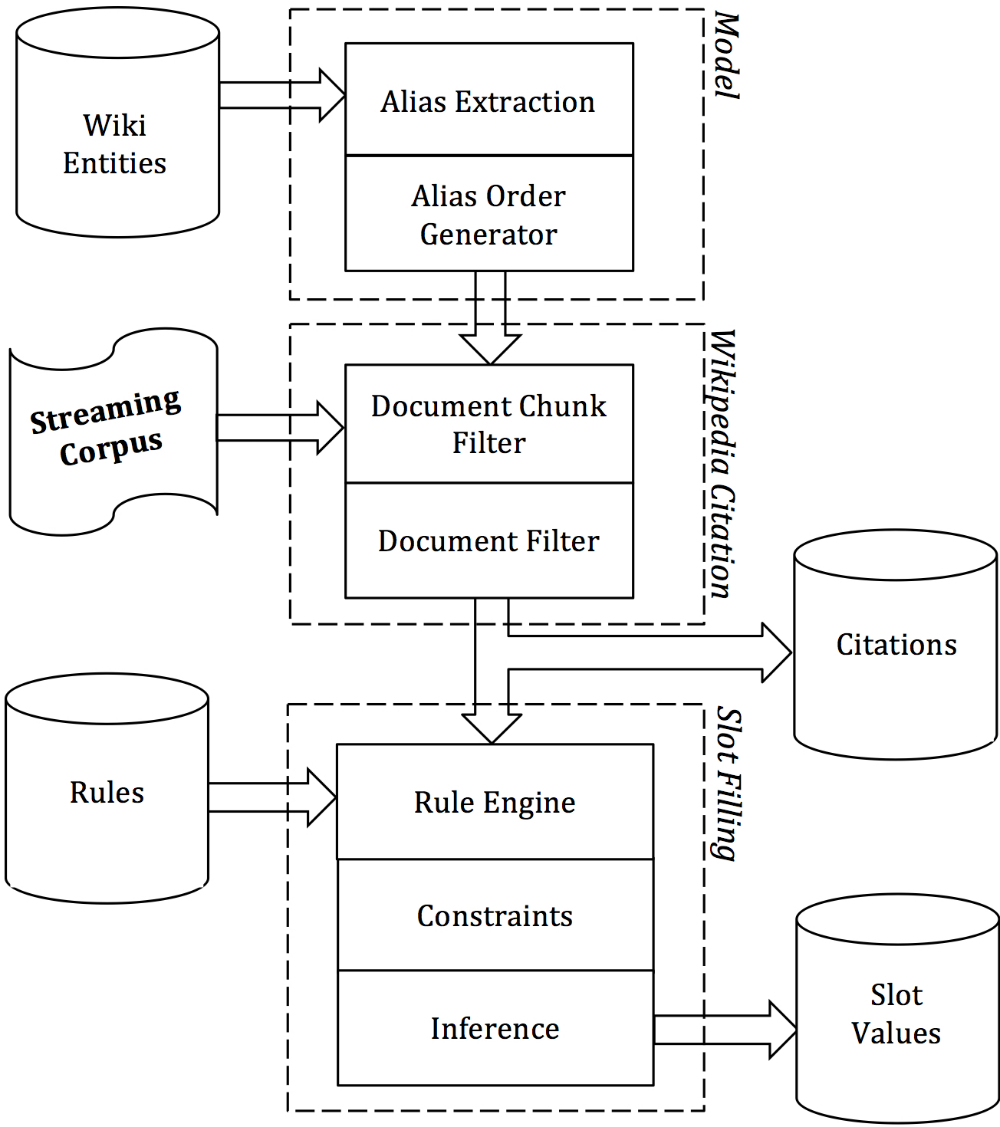 Model
Wiki
Entities
Alias Extraction
Alias Order
Generator
Wikipedia Citation
Streaming
Corpus
Document Chunk
Filter
Document Filter
Citations
Slot Filling
Rules
Rule Engine
Constraints
Inference
Slot
Values